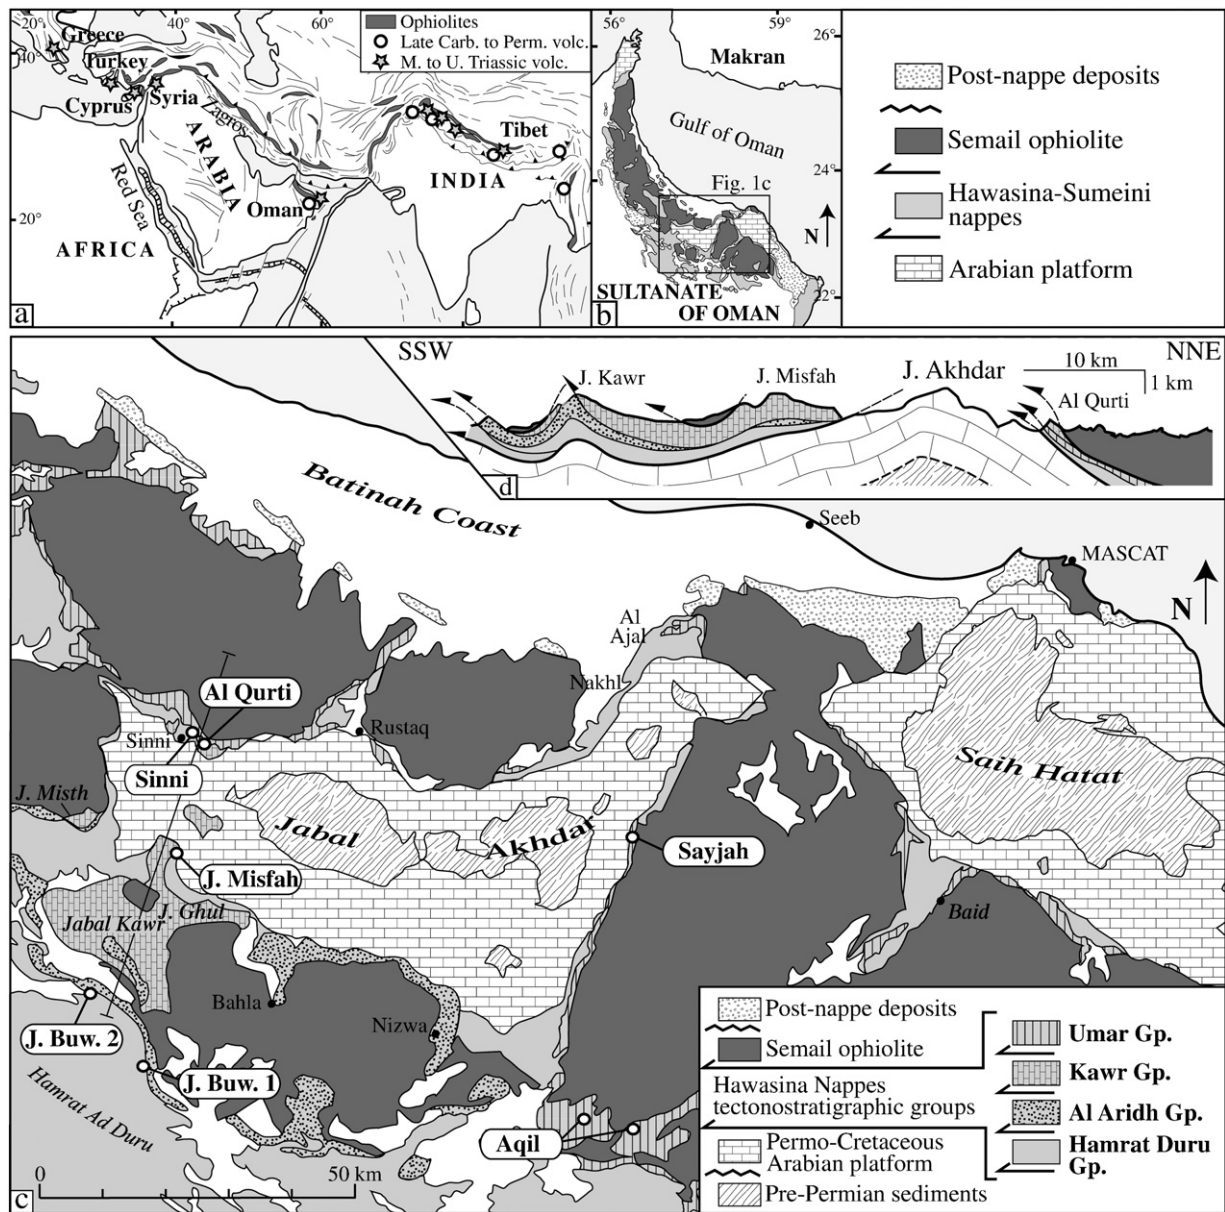 20°
40°
60°
Greece
40°
Turkey
Cyprus
Syria
Zagros
ARABIA
Red Sea
Oman
AFRICA
20°
INDIA
Tibet
Ophiolites
Late Carb. to Perm. volc.
M. to U. Triassic volc.
a
56°
59°
26°
Makran
Gulf of Oman
24°
Fig. 1c
N
SULTANATE
OF OMAN
22°
b
Post-nappe deposits
Semail ophiolite
Hawasina-Sumeini
nappes
Arabian platform
SSW
NNE
J. Kawr
J. Misfah
J. Akhdar
10 km
1 km
Al Qurti
d
Batinah Coast
Seeb
MASCAT
N
Al
Ajal
Nakhl
Al Qurti
Sinni
Rustaq
Sinni
J. Misth
Jabal
Akhdar
Saih Hatat
Sayjah
J. Misfah
J. Ghul
Jabal Kawr
Baid
Bahla
Nizwa
J. Buw. 2
J. Buw. 1
Hamrat Ad Duru
Aqil
0
50 km
c
Post-nappe deposits
Semail ophiolite
Hawasina Nappes
tectonostratigraphic groups
Permo-Cretaceous
Arabian platform
Pre-Permian sediments
Umar Gp.
Kawr Gp.
Al Aridh Gp.
Hamrat Duru
Gp.